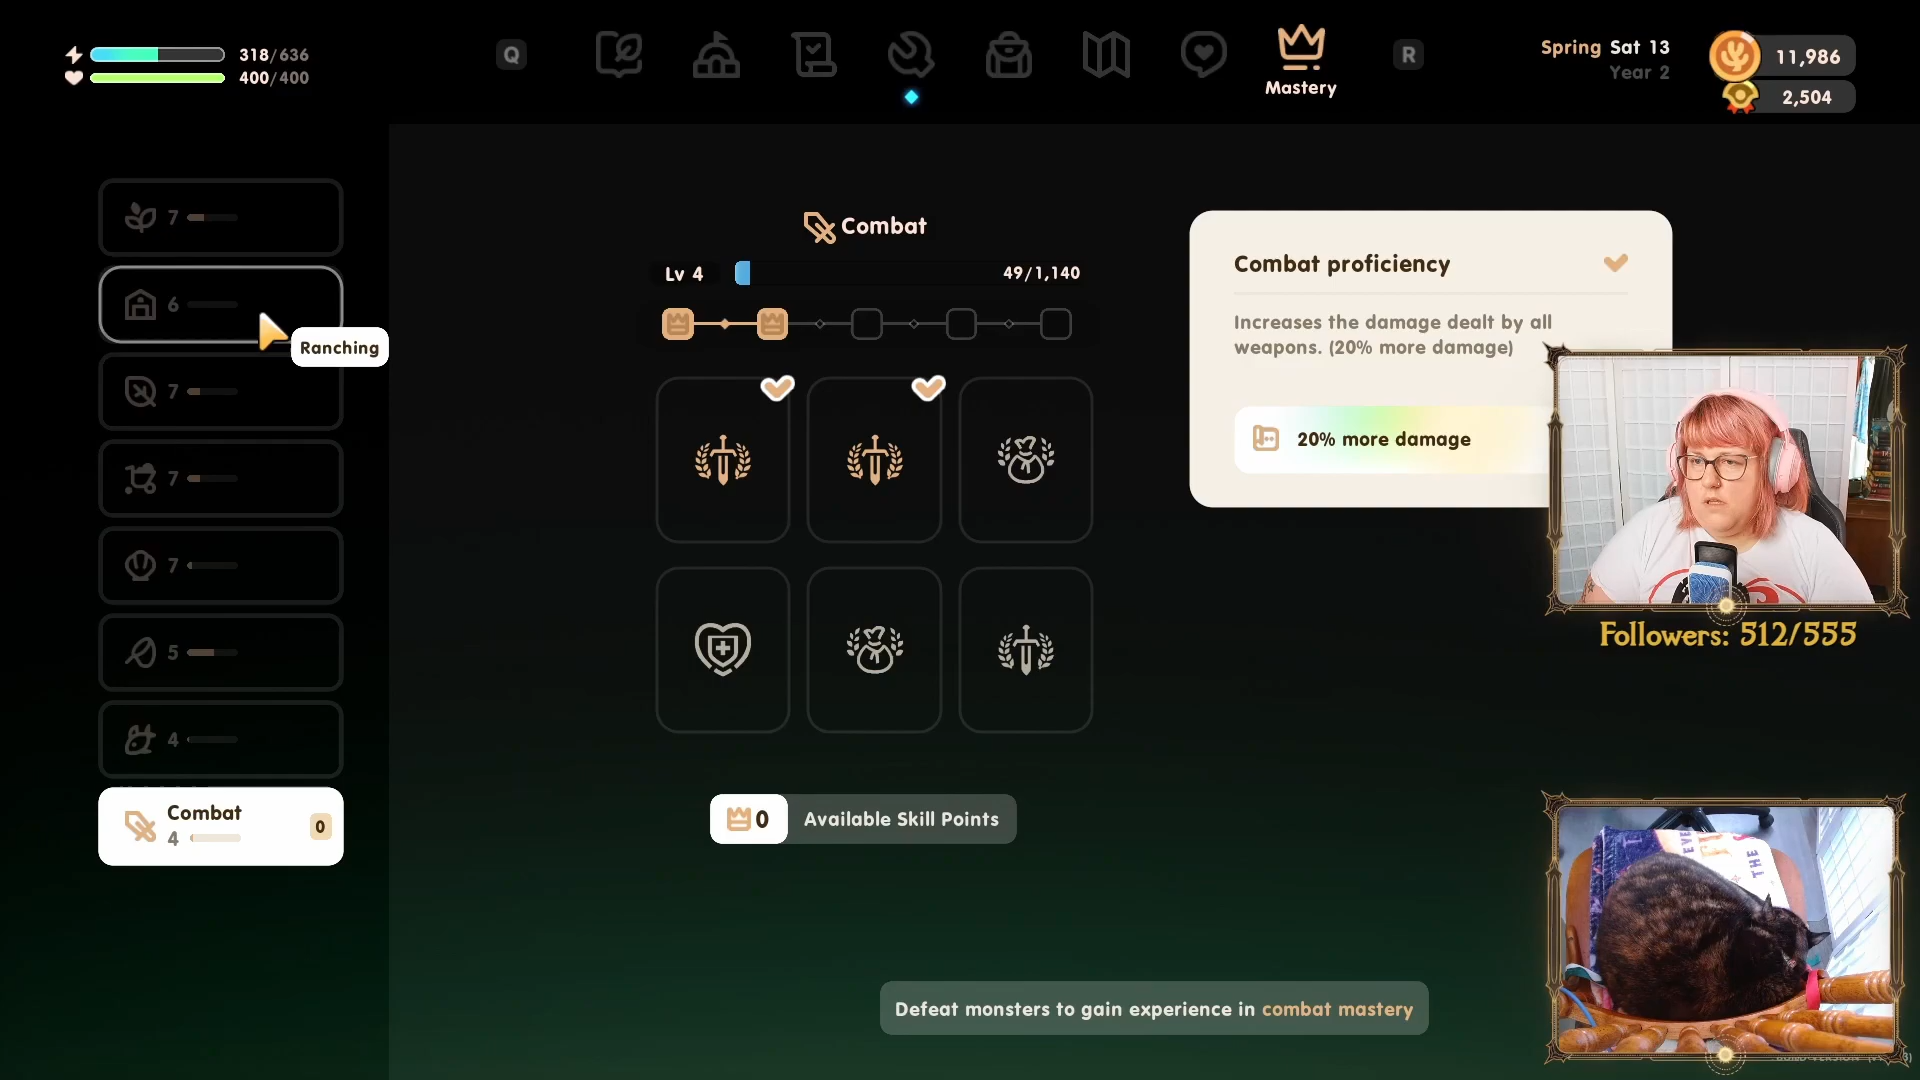 318/636
400/400
Q
Mastery
R
Spring Sat 13
Year 2
11,986
2,504
7
6
Ranching
7
7
7
5
4
Combat
4
0
Combat
Lv 4
49/1,140
0 Available Skill Points
Combat proficiency
Increases the damage dealt by all
weapons. (20% more damage)
20% more damage
Followers: 512/555
EVE
THE
Defeat monsters to gain experience in combat mastery